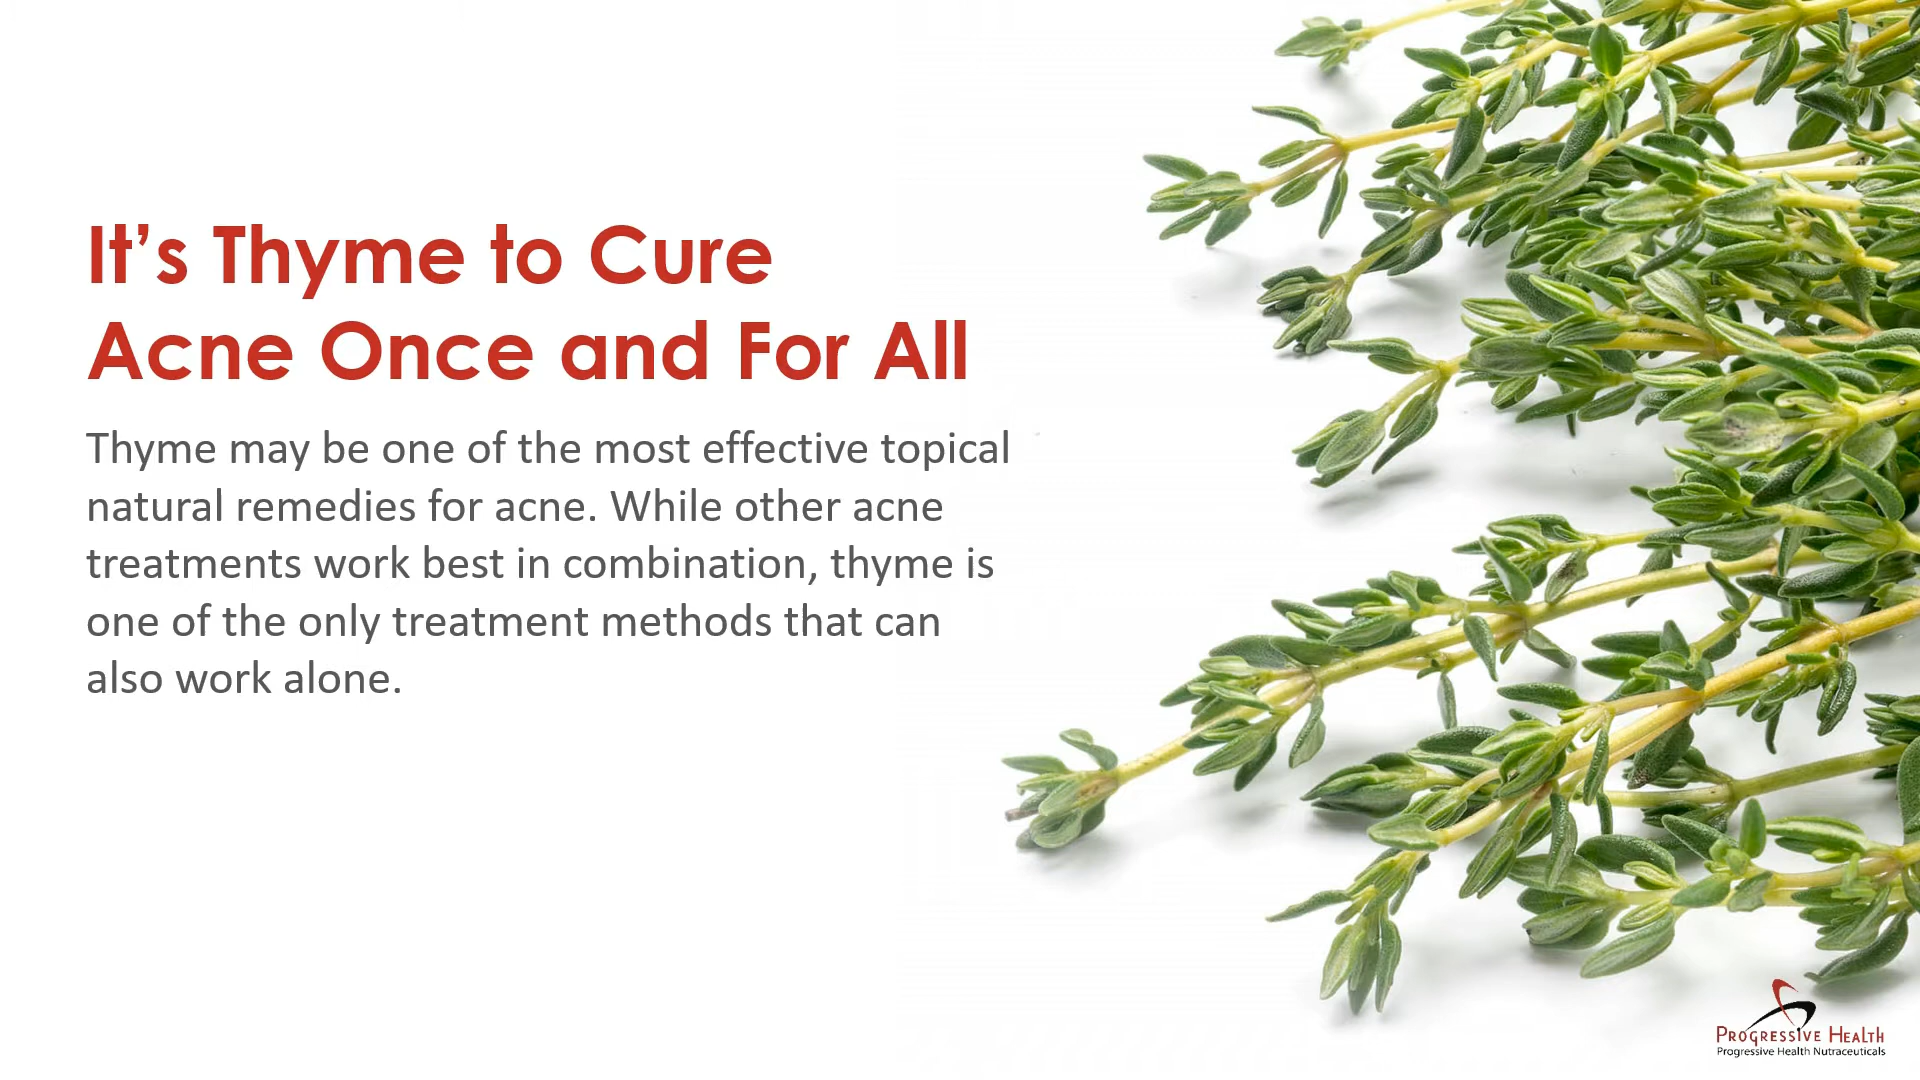 It’s Thyme to Cure
Acne Once and For All
Thyme may be one of the most effective topical
natural remedies for acne. While other acne
treatments work best in combination, thyme is
one of the only treatment methods that can
also work alone.
Progressive Health
Progressive Health Nutraceuticals